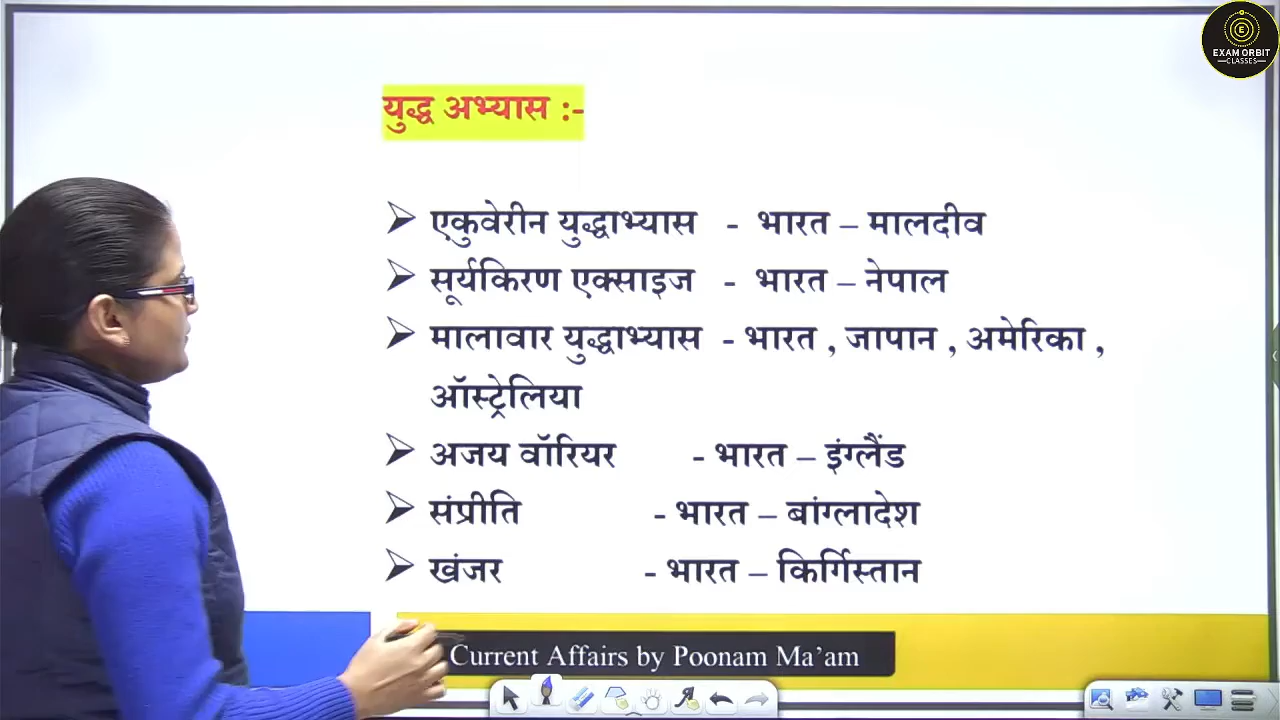 EXAM ORBIT
CLASSES
युद्ध अभ्यास :-
एकुवेरीन युद्धाभ्यास - भारत – मालदीव
सूर्यकिरण एक्साइज - भारत – नेपाल
मालावार युद्धाभ्यास - भारत , जापान , अमेरिका ,
ऑस्ट्रेलिया
अजय वॉरियर - भारत – इंग्लैंड
संप्रीति - भारत – बांग्लादेश
खंजर - भारत – किर्गिस्तान
Current Affairs by Poonam Ma’am